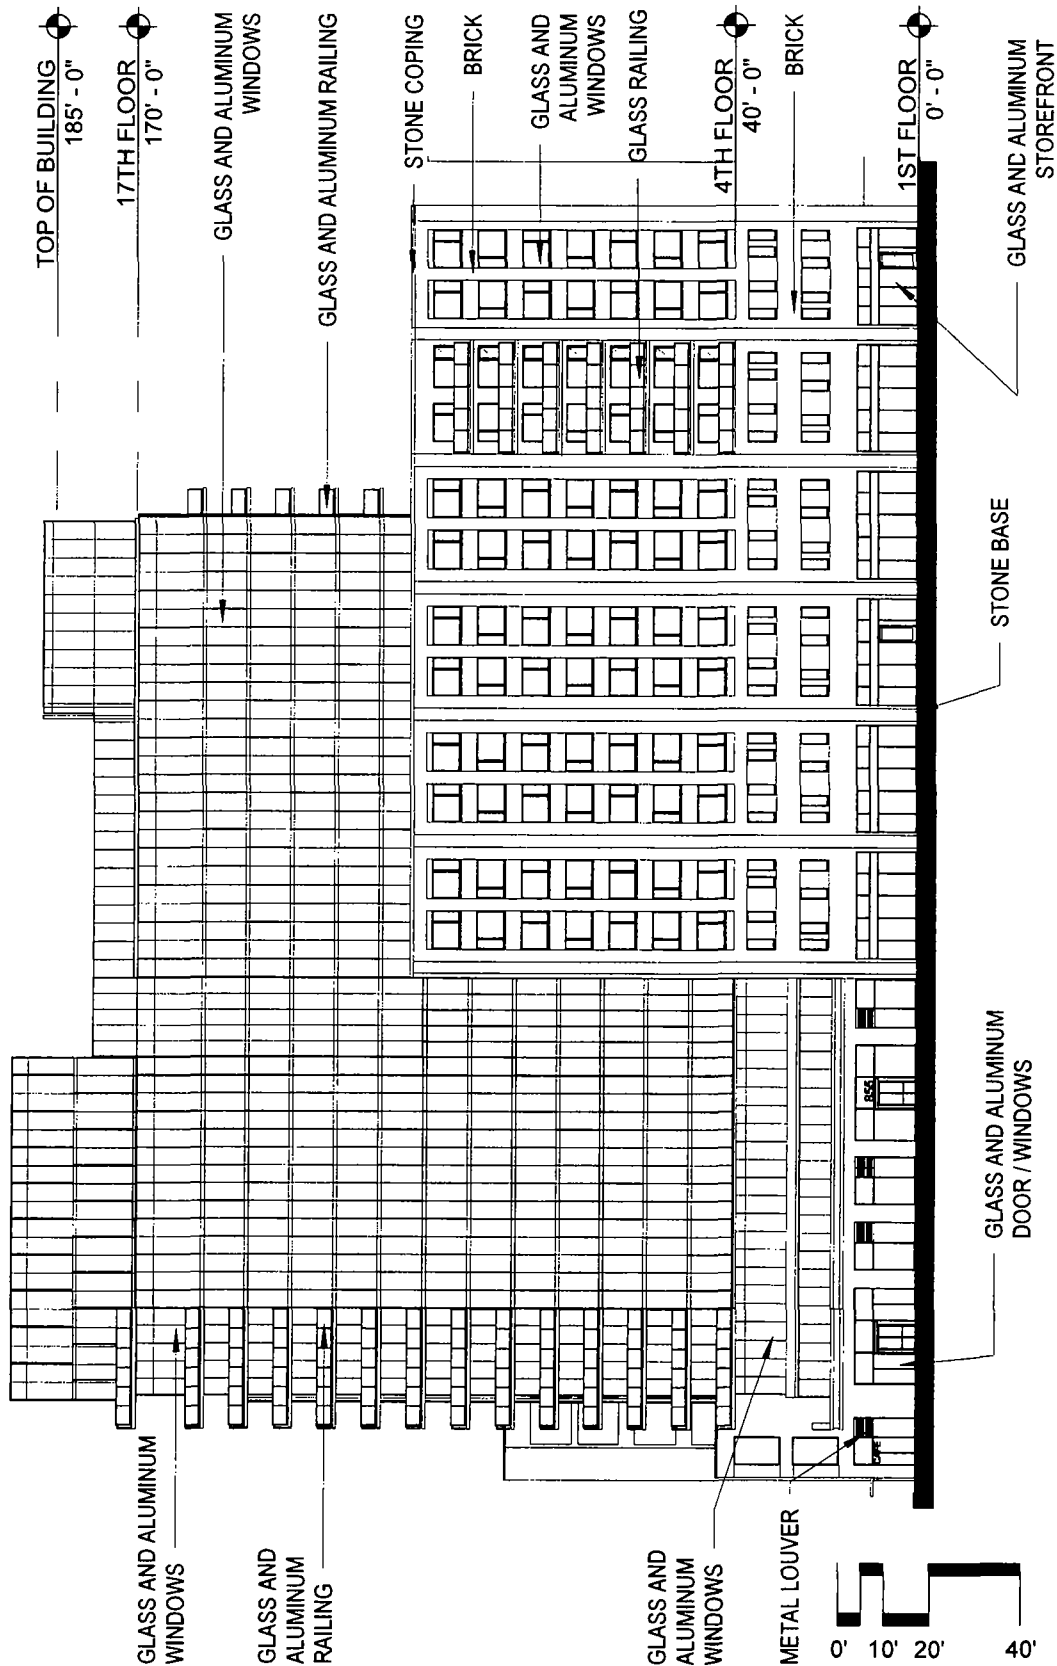 TOP OF BUILDING
185' - 0"
17TH FLOOR
170' - 0"
GLASS AND ALUMINUM
WINDOWS
GLASS AND ALUMINUM RAILING
STONE COPING
BRICK
GLASS AND
ALUMINUM
WINDOWS
GLASS RAILING
4TH FLOOR
40' - 0"
BRICK
1ST FLOOR
0' - 0"
GLASS AND ALUMINUM
STOREFRONT
STONE BASE
855
GLASS AND ALUMINUM
DOOR / WINDOWS
CAFE
GLASS AND ALUMINUM
WINDOWS
GLASS AND
ALUMINUM
RAILING
GLASS AND
ALUMINUM
WINDOWS
METAL LOUVER
0' 10' 20' 40'